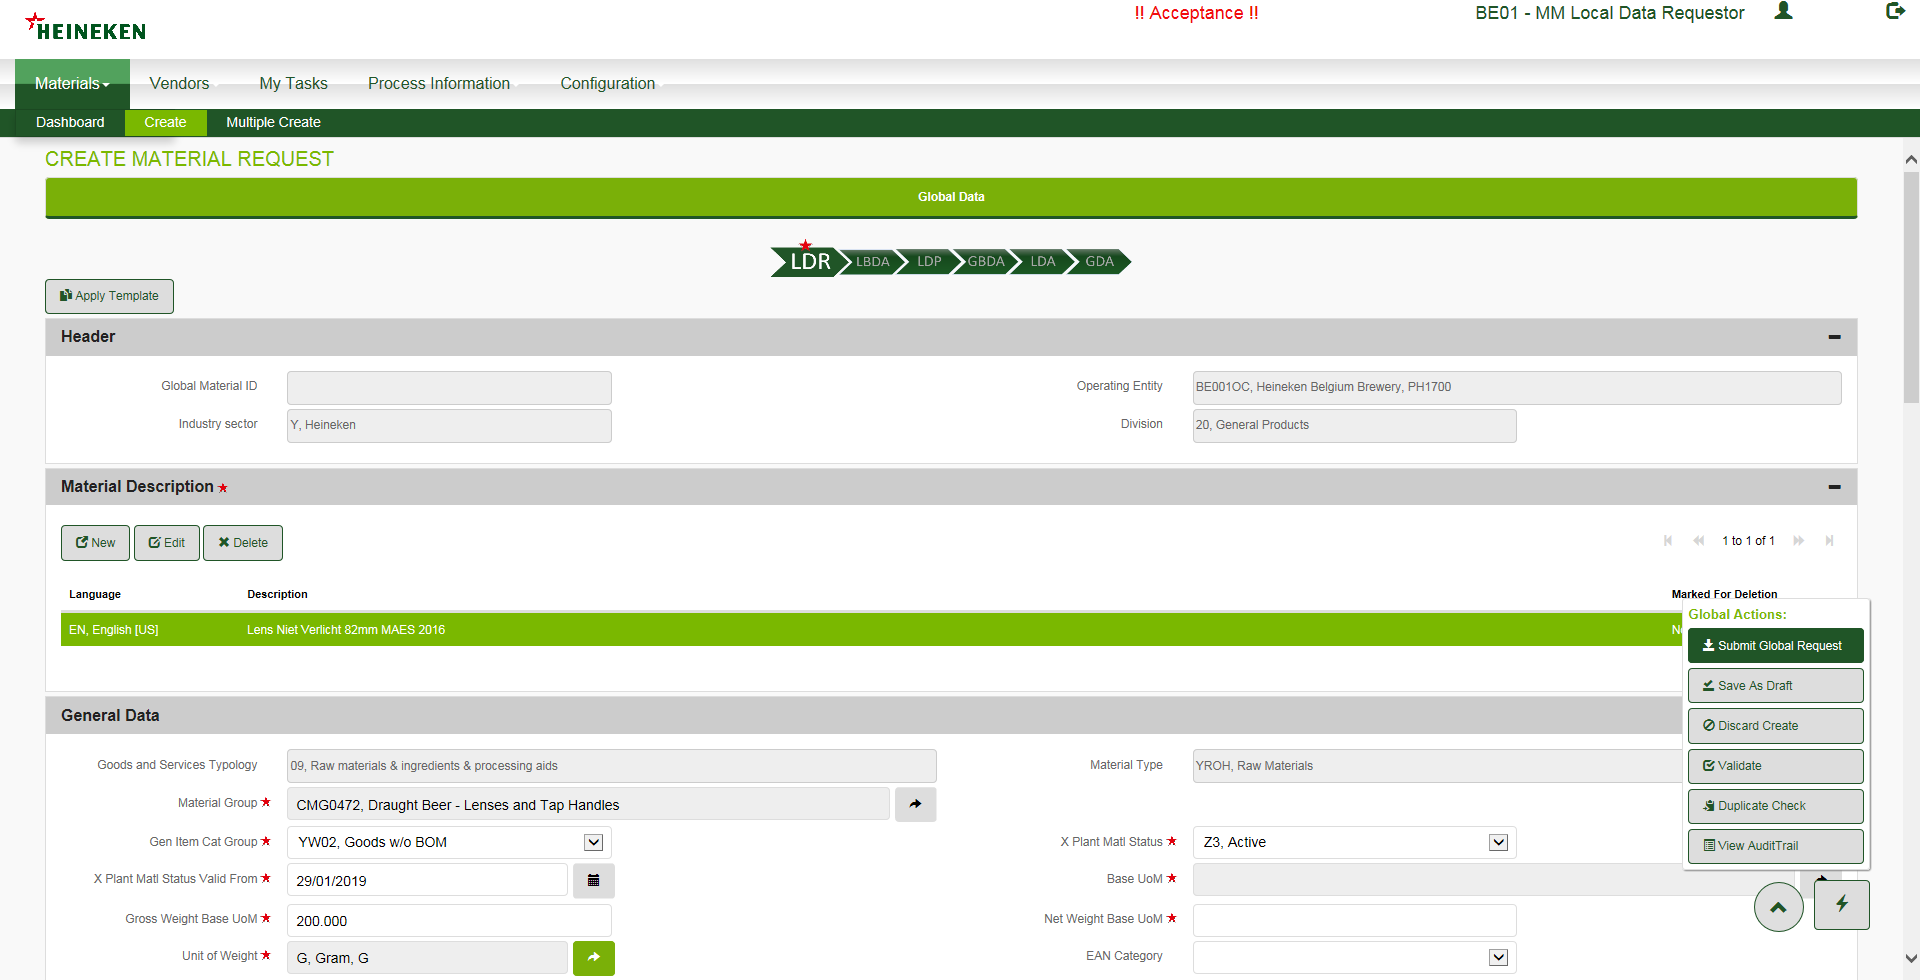 HEINEKEN
!! Acceptance !!
BE01 - MM Local Data Requestor
Materials
Vendors
My Tasks
Process Information
Configuration
Dashboard
Create
Multiple Create
CREATE MATERIAL REQUEST
Global Data
LDR
LBDA
LDP
GBDA
LDA
GDA
Apply Template
Header
Global Material ID
Operating Entity
BE001OC, Heineken Belgium Brewery, PH1700
Industry sector
Y, Heineken
Division
20, General Products
Material Description
New
Edit
Delete
1 to 1 of 1
Language
Description
Marked For Deletion
EN, English [US]
Lens Niet Verlicht 82mm MAES 2016
Global Actions:
Submit Global Request
Save As Draft
Discard Create
Validate
Duplicate Check
View AuditTrail
General Data
Goods and Services Typology
09, Raw materials & ingredients & processing aids
Material Type
YROH, Raw Materials
Material Group
CMG0472, Draught Beer - Lenses and Tap Handles
Gen Item Cat Group
YW02, Goods w/o BOM
X Plant Matl Status
Z3, Active
X Plant Matl Status Valid From
29/01/2019
Base UoM
Gross Weight Base UoM
200.000
Net Weight Base UoM
Unit of Weight
G, Gram, G
EAN Category